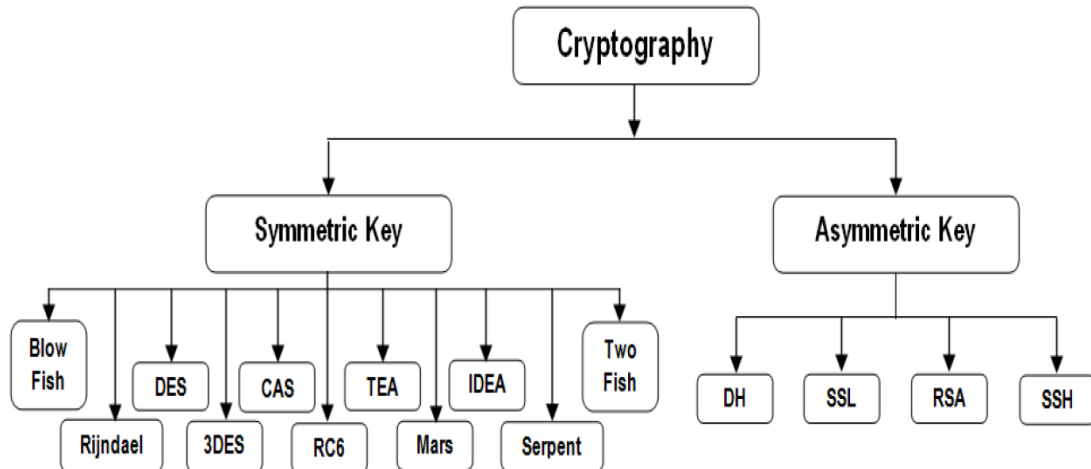 Cryptography
Symmetric Key
Asymmetric Key
Blow
Fish
DES
CAS
TEA
IDEA
Two
Fish
Rijndael
3DES
RC6
Mars
Serpent
DH
SSL
RSA
SSH